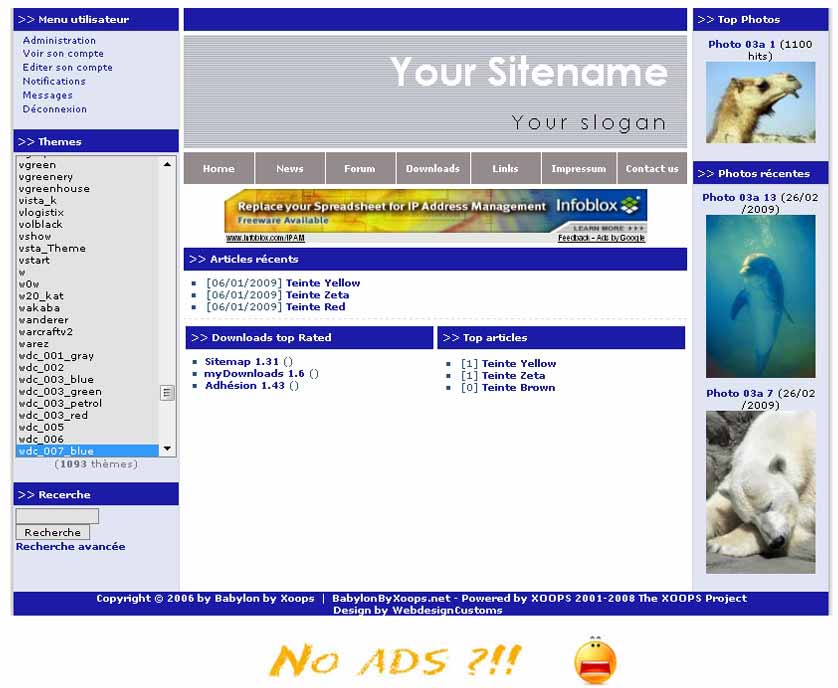 >> Menu utilisateur
Administration
Voir son compte
Editer son compte
Notifications
Messages
Déconnexion
>> Themes
vgreen
vgreenery
vgreenhouse
vista_k
vlogistix
volblack
vshow
vsta_Theme
vstart
w
w0w
w20_kat
wakaba
wanderer
warcraftv2
warez
wdc_001_gray
wdc_002
wdc_003_blue
wdc_003_green
wdc_003_petrol
wdc_003_red
wdc_005
wdc_006
wdc_007_blue
(1093 thèmes)
>> Recerche
Recherche
Recherche avancée
Your Sitename
Your slogan
Home News Forum Downloads Links Impressum Contact us
Replace your Spreadsheet for IP Address Management Infoblox
Freeware Available
LEARN MORE +++
www.Infoblox.com/IPAM Feedback - Ads by Google
>> Articles récents
[06/01/2009] Teinte Yellow
[06/01/2009] Teinte Zeta
[06/01/2009] Teinte Red
>> Downloads top Rated
Sitemap 1.31 ()
myDownloads 1.6 ()
Adhésion 1.43 ()
>> Top articles
[1] Teinte Yellow
[1] Teinte Zeta
[0] Teinte Brown
>> Top Photos
Photo 03a 1 (1100
hits)
>> Photos récentes
Photo 03a 13 (26/02
/2009)
Photo 03a 7 (26/02
/2009)
Copyright © 2006 by Babylon by Xoops | BabylonByXoops.net - Powered by XOOPS 2001-2008 The XOOPS Project
Design by WebdesignCustoms
No ADS ?!!